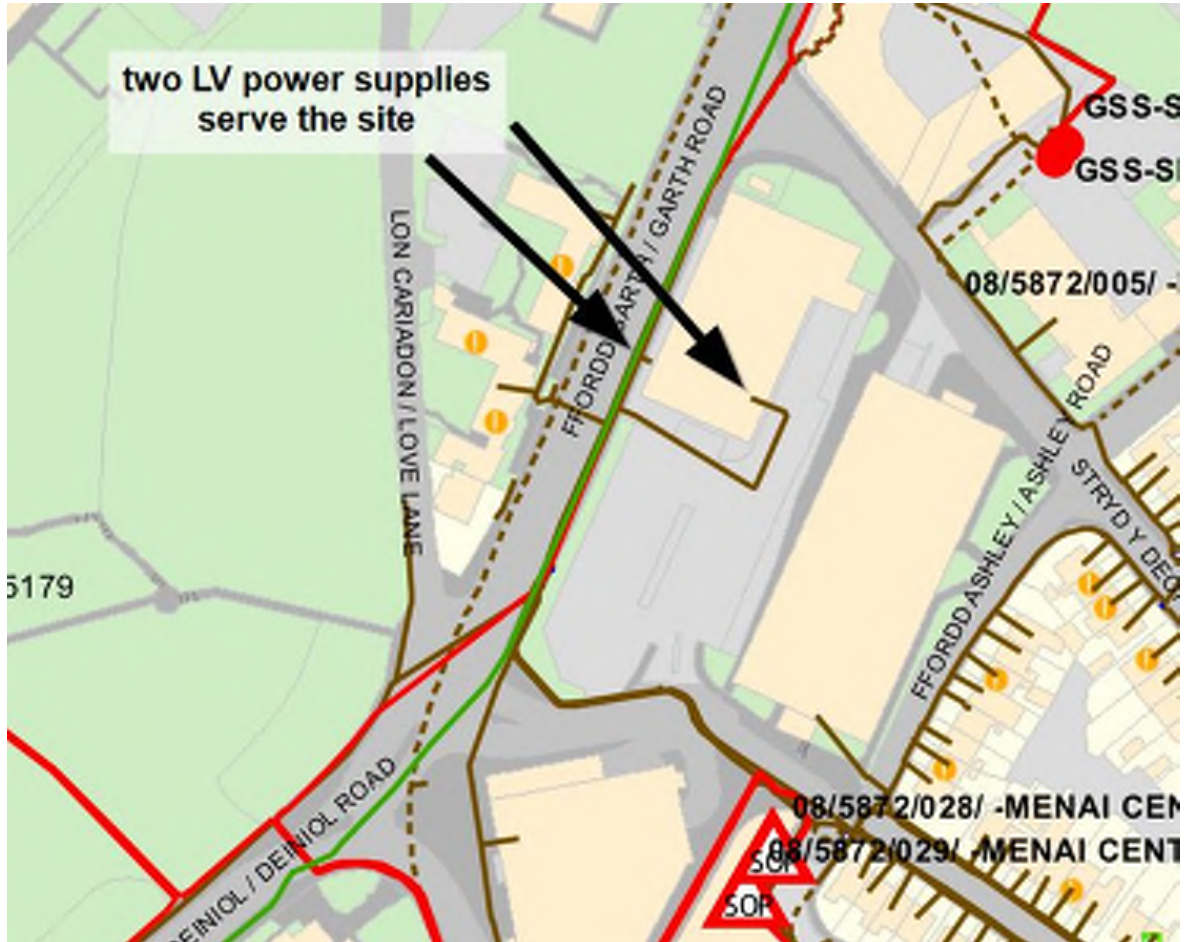 two LV power supplies
serve the site
GSS-S
GSS-SI
FFORDD GARTH / GARTH ROAD
LON CARIADON / LOVE LANE
08/5872/005/ -
FFORDD ASHLEY / ASHLEY ROAD
STRYD Y DEO
5179
DEINIOL / DEINIOL ROAD
08/5872/028/ -MENAI CEN
08/5872/029/ -MENAI CENT
SOP
SOP